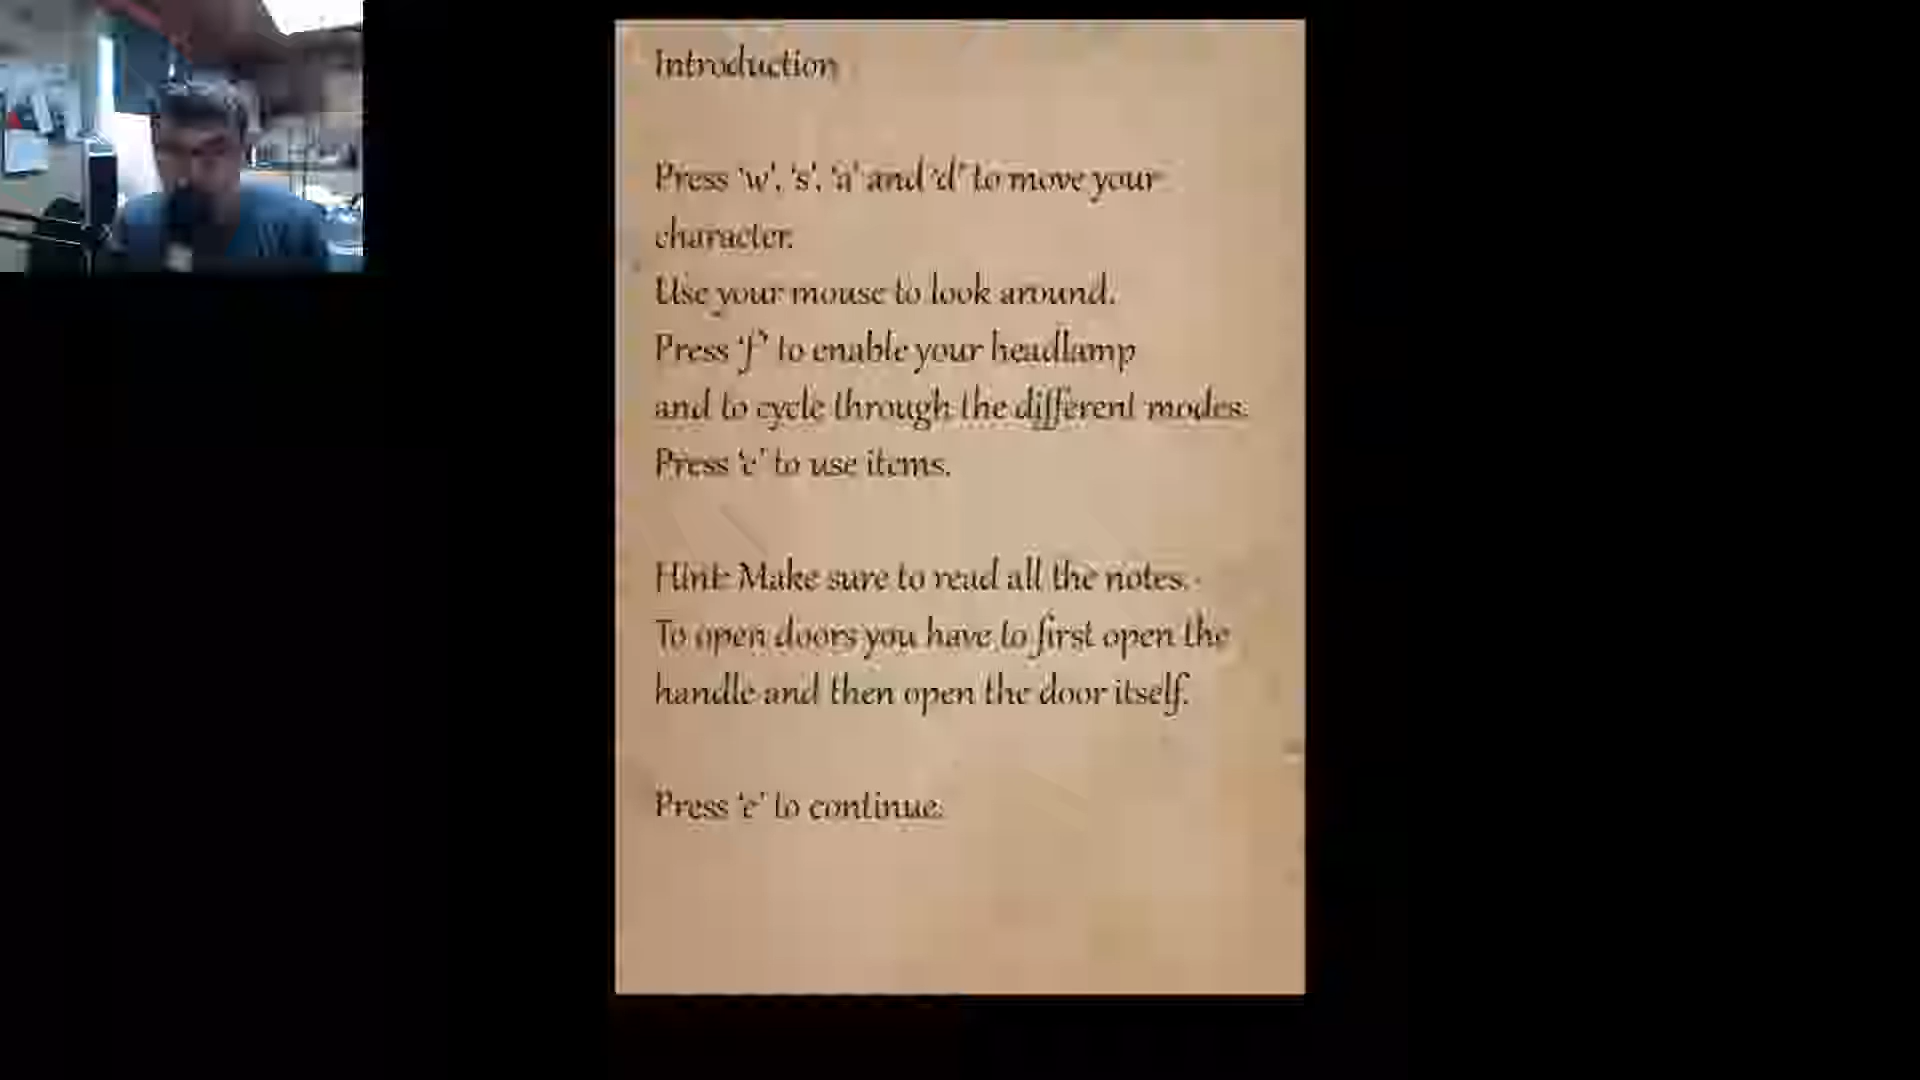 Introduction
Press 'w', 's', 'a' and 'd' to move your
character.
Use your mouse to look around.
Press 'f' to enable your headlamp
and to cycle through the different modes.
Press 'e' to use items.
Hint: Make sure to read all the notes.
To open doors you have to first open the
handle and then open the door itself.
Press 'e' to continue.